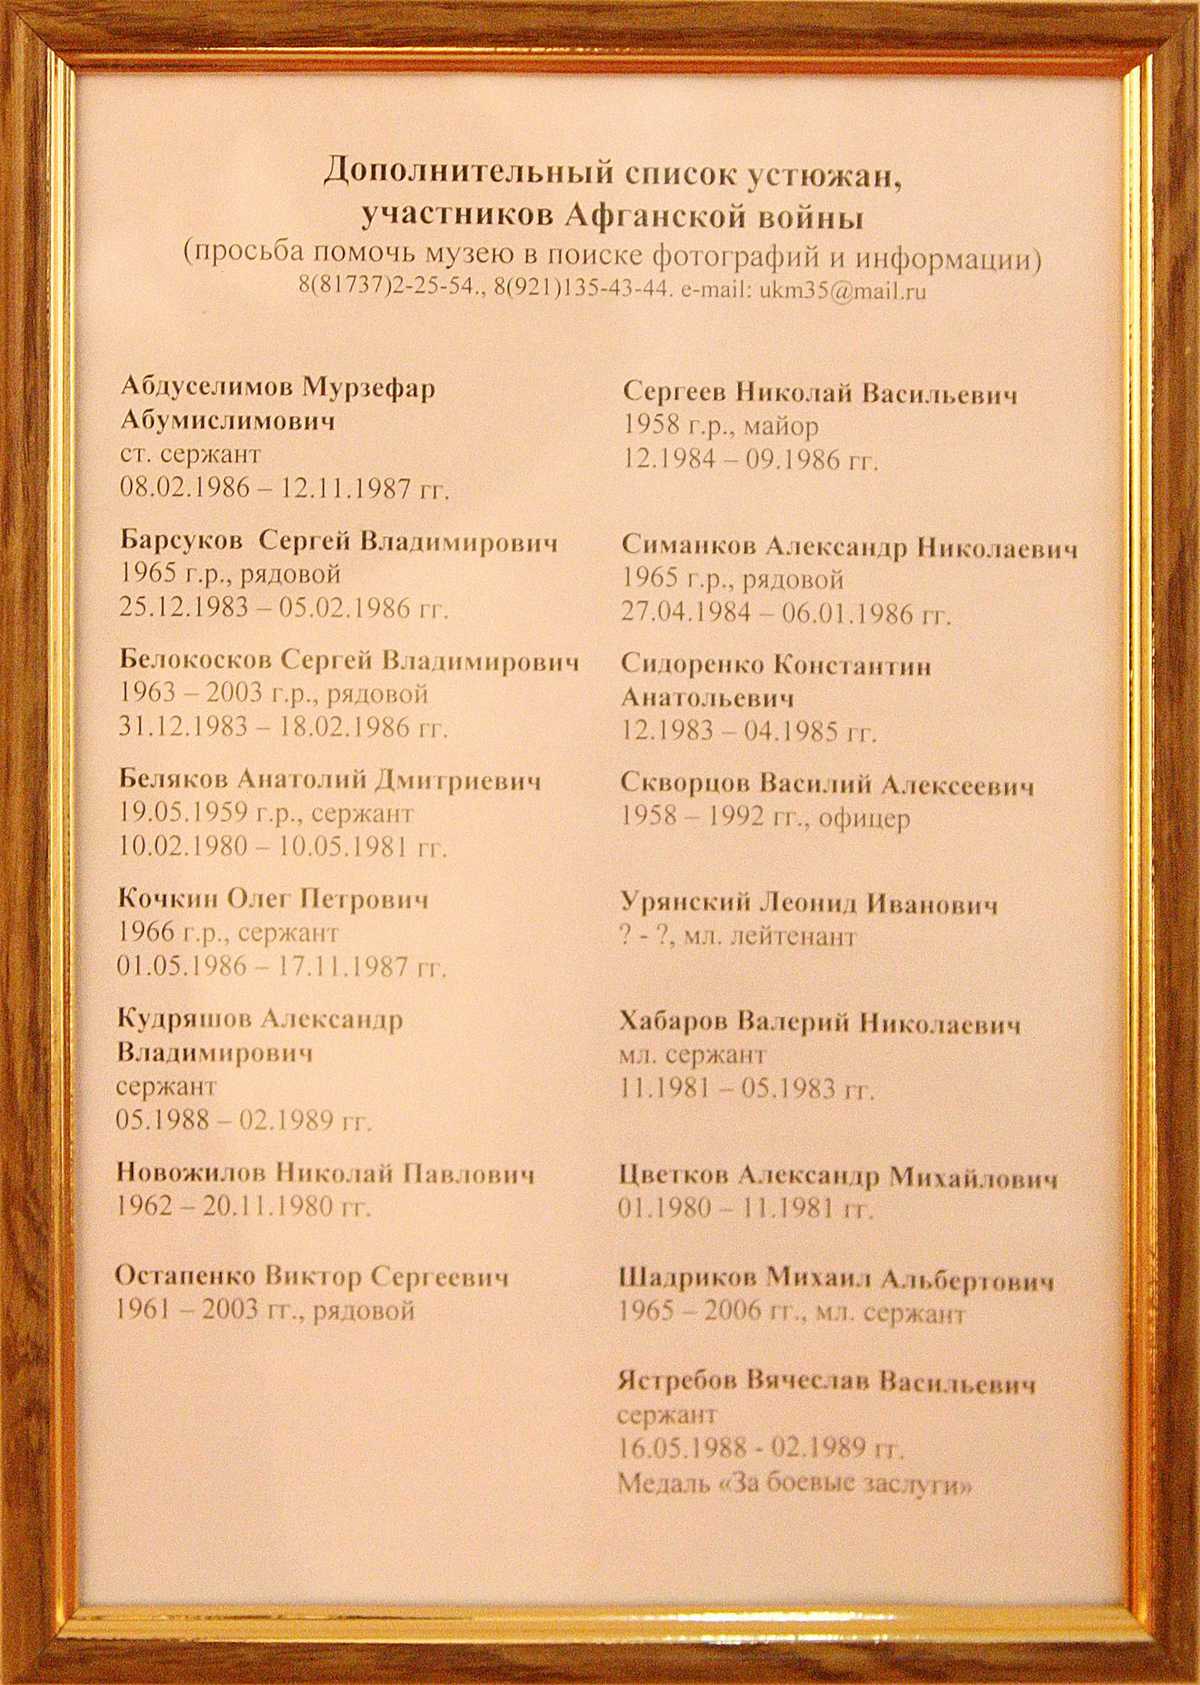 Дополнительный список устюжан,
участников Афганской войны
(просьба помочь музею в поиске фотографий и информации)
8(81737)2-25-54., 8(921)135-43-44. e-mail: ukm35@mail.ru
Абдуселимов Мурзефар
Абумислимович
ст. сержант
08.02.1986 – 12.11.1987 гг.
Барсуков Сергей Владимирович
1965 г.р., рядовой
25.12.1983 – 05.02.1986 гг.
Белокосков Сергей Владимирович
1963 – 2003 г.р., рядовой
31.12.1983 – 18.02.1986 гг.
Беляков Анатолий Дмитриевич
19.05.1959 г.р., сержант
10.02.1980 – 10.05.1981 гг.
Кочкин Олег Петрович
1966 г.р., сержант
01.05.1986 – 17.11.1987 гг.
Кудряшов Александр
Владимирович
сержант
05.1988 – 02.1989 гг.
Новожилов Николай Павлович
1962 – 20.11.1980 гг.
Остапенко Виктор Сергеевич
1961 – 2003 гг., рядовой
Сергеев Николай Васильевич
1958 г.р., майор
12.1984 – 09.1986 гг.
Симанков Александр Николаевич
1965 г.р., рядовой
27.04.1984 – 06.01.1986 гг.
Сидоренко Константин
Анатольевич
12.1983 – 04.1985 гг.
Скворцов Василий Алексеевич
1958 – 1992 гг., офицер
Урянский Леонид Иванович
? - ?, мл. лейтенант
Хабаров Валерий Николаевич
мл. сержант
11.1981 – 05.1983 гг.
Цветков Александр Михайлович
01.1980 – 11.1981 гг.
Шадриков Михаил Альбертович
1965 – 2006 гг., мл. сержант
Ястребов Вячеслав Васильевич
сержант
16.05.1988 - 02.1989 гг.
Медаль «За боевые заслуги»